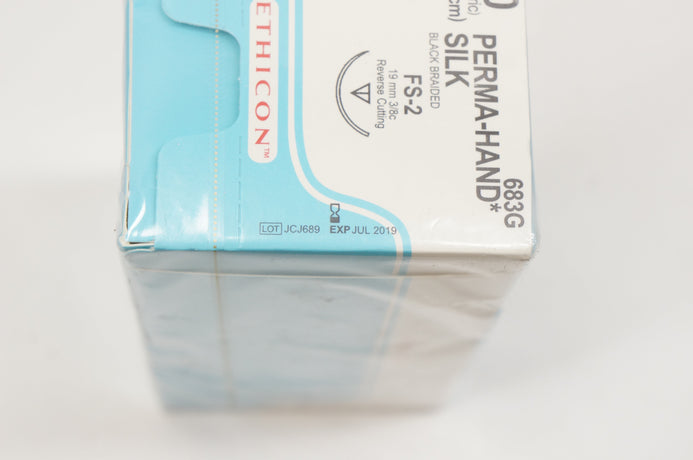 ETHICON™
683G
PERMA-HAND*
SILK
BLACK BRAIDED
FS-2
19 mm 3/8c
Reverse Cutting
LOT JCJ689 EXP JUL 2019